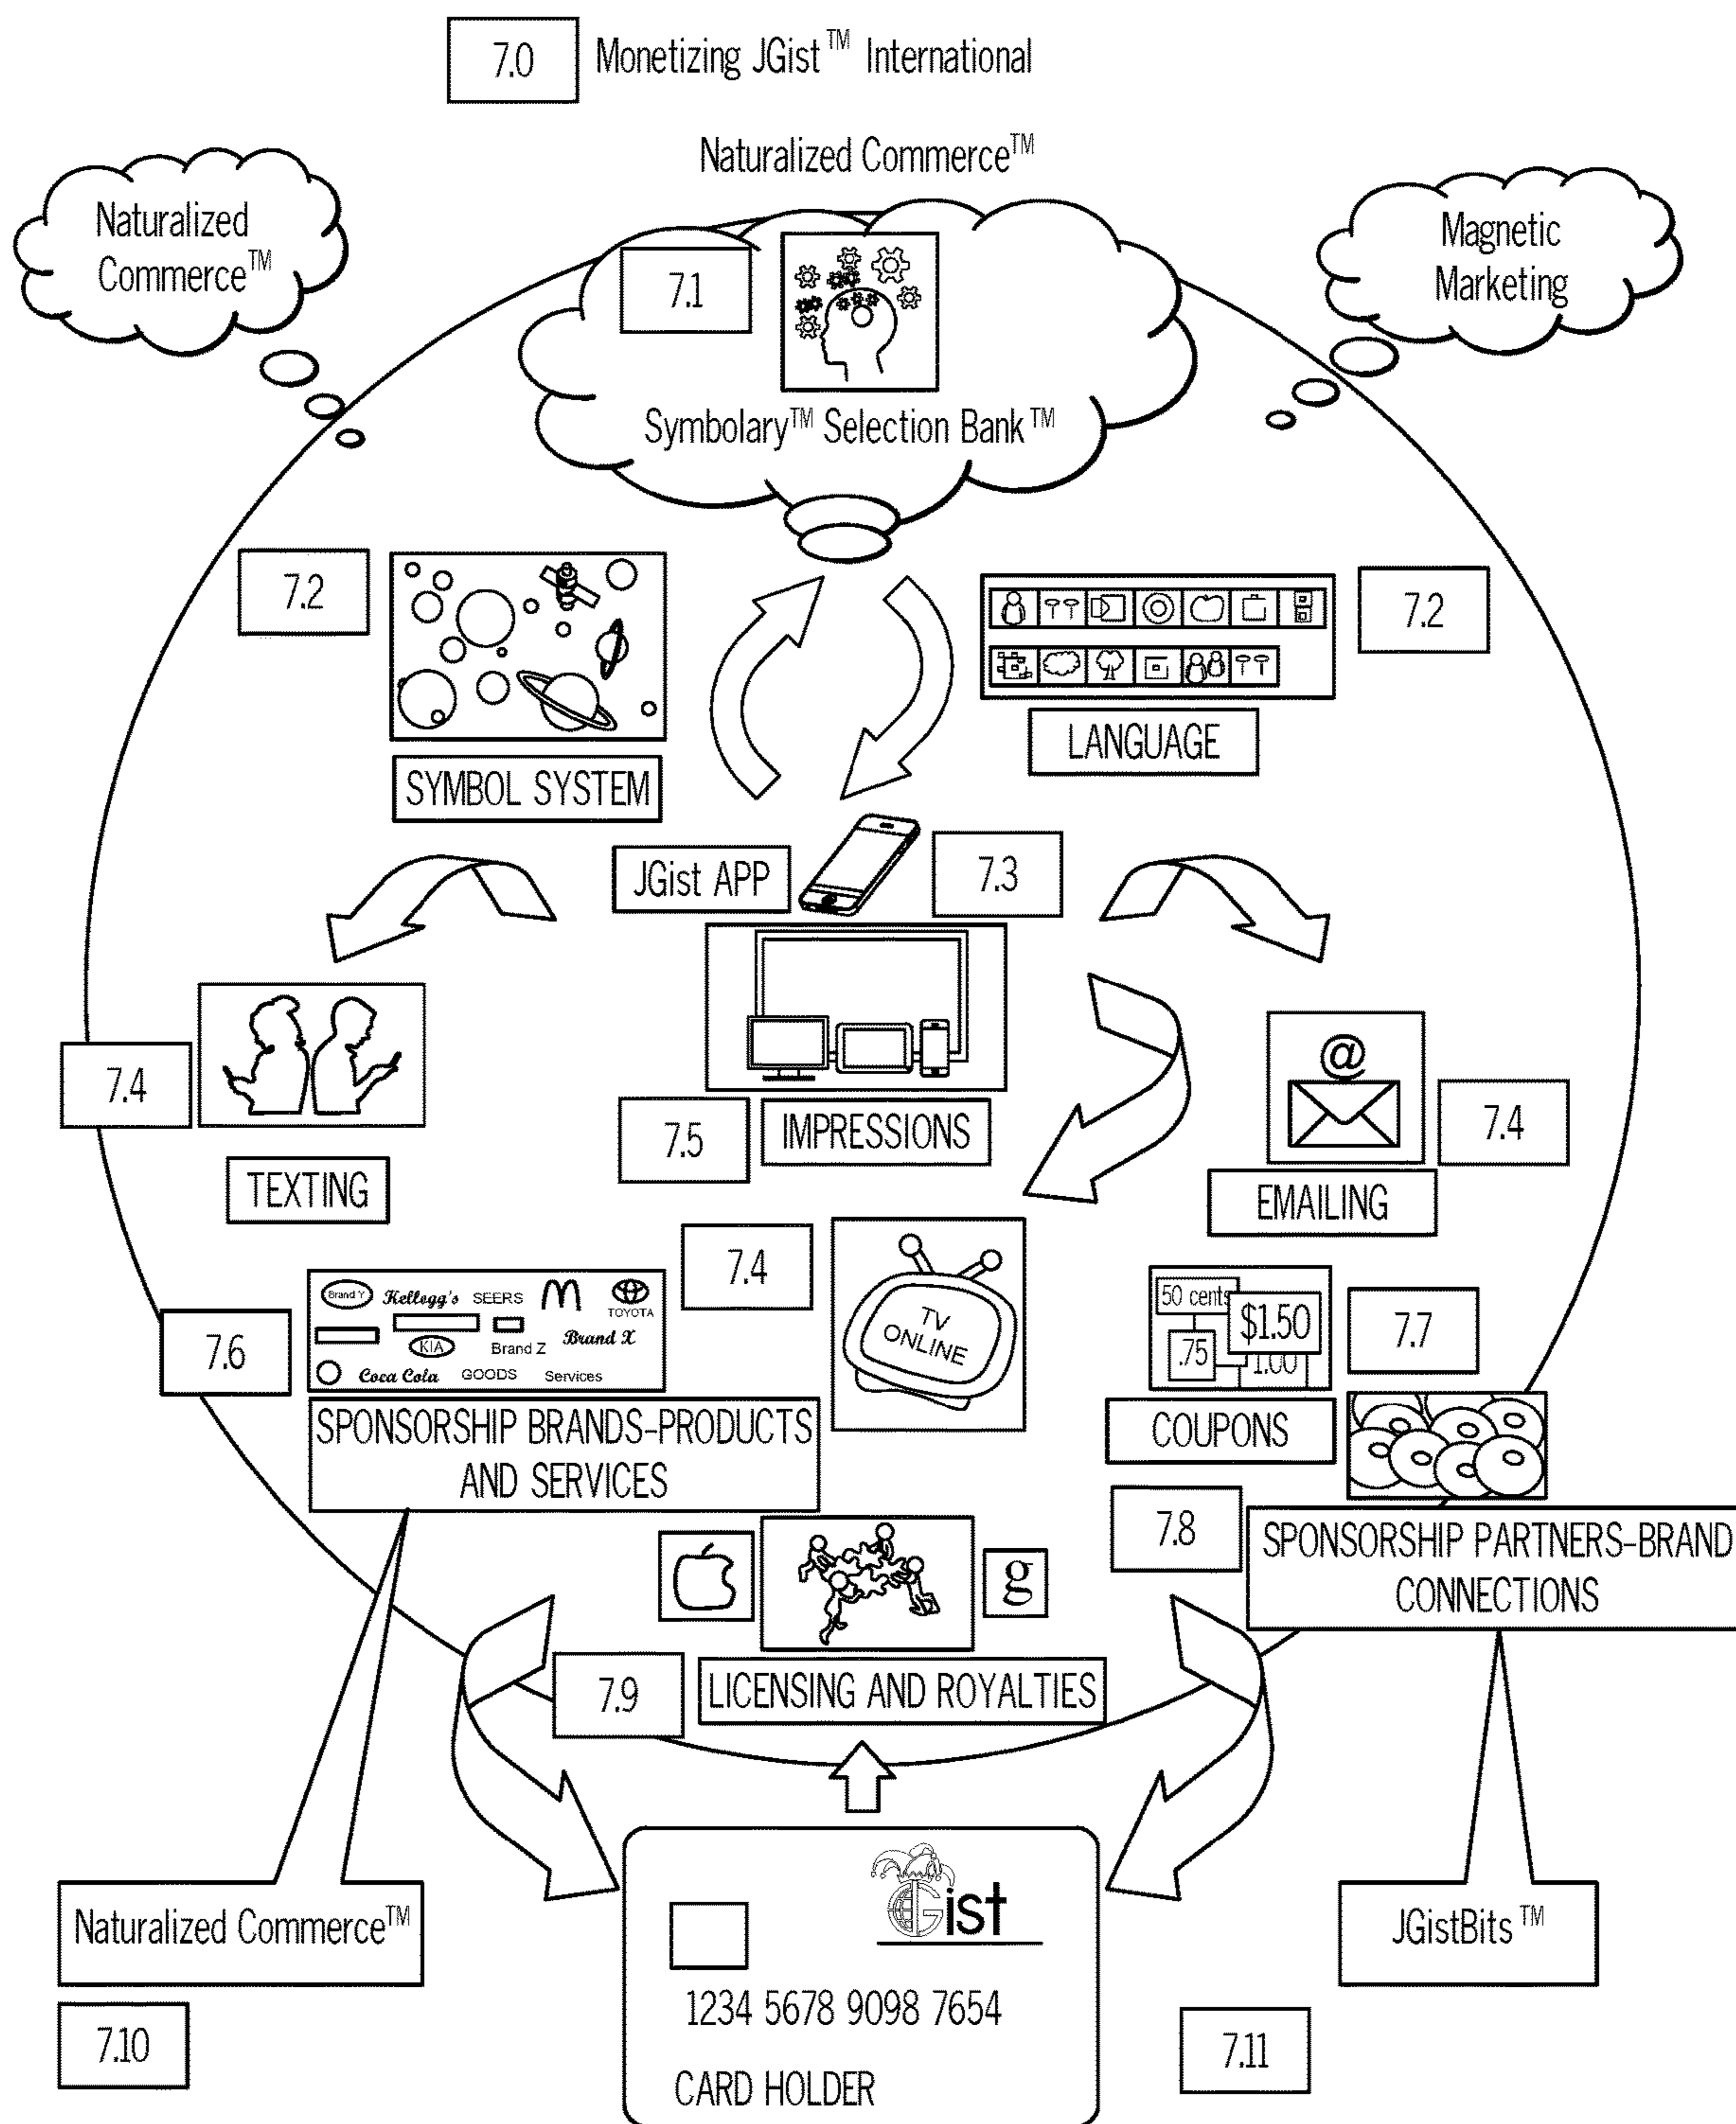 7.0 Monetizing JGist™ International
Naturalized Commerce™
Naturalized
Commerce™
Magnetic
Marketing
7.1
Symbolary™ Selection Bank™
7.2
SYMBOL SYSTEM
7.2
LANGUAGE
JGist APP
7.3
7.4
TEXTING
7.5
IMPRESSIONS
@
7.4
EMAILING
7.4
TV
ONLINE
7.6
Brand Y Kellogg's SEERS M TOYOTA
KIA Brand Z Brand X
Coca Cola GOODS Services
SPONSORSHIP BRANDS-PRODUCTS
AND SERVICES
50 cents
$1.50
.75
1.00
7.7
COUPONS
7.8
SPONSORSHIP PARTNERS-BRAND
CONNECTIONS
g
7.9
LICENSING AND ROYALTIES
Naturalized Commerce™
7.10
JGistBits™
7.11
Gist
1234 5678 9098 7654
CARD HOLDER